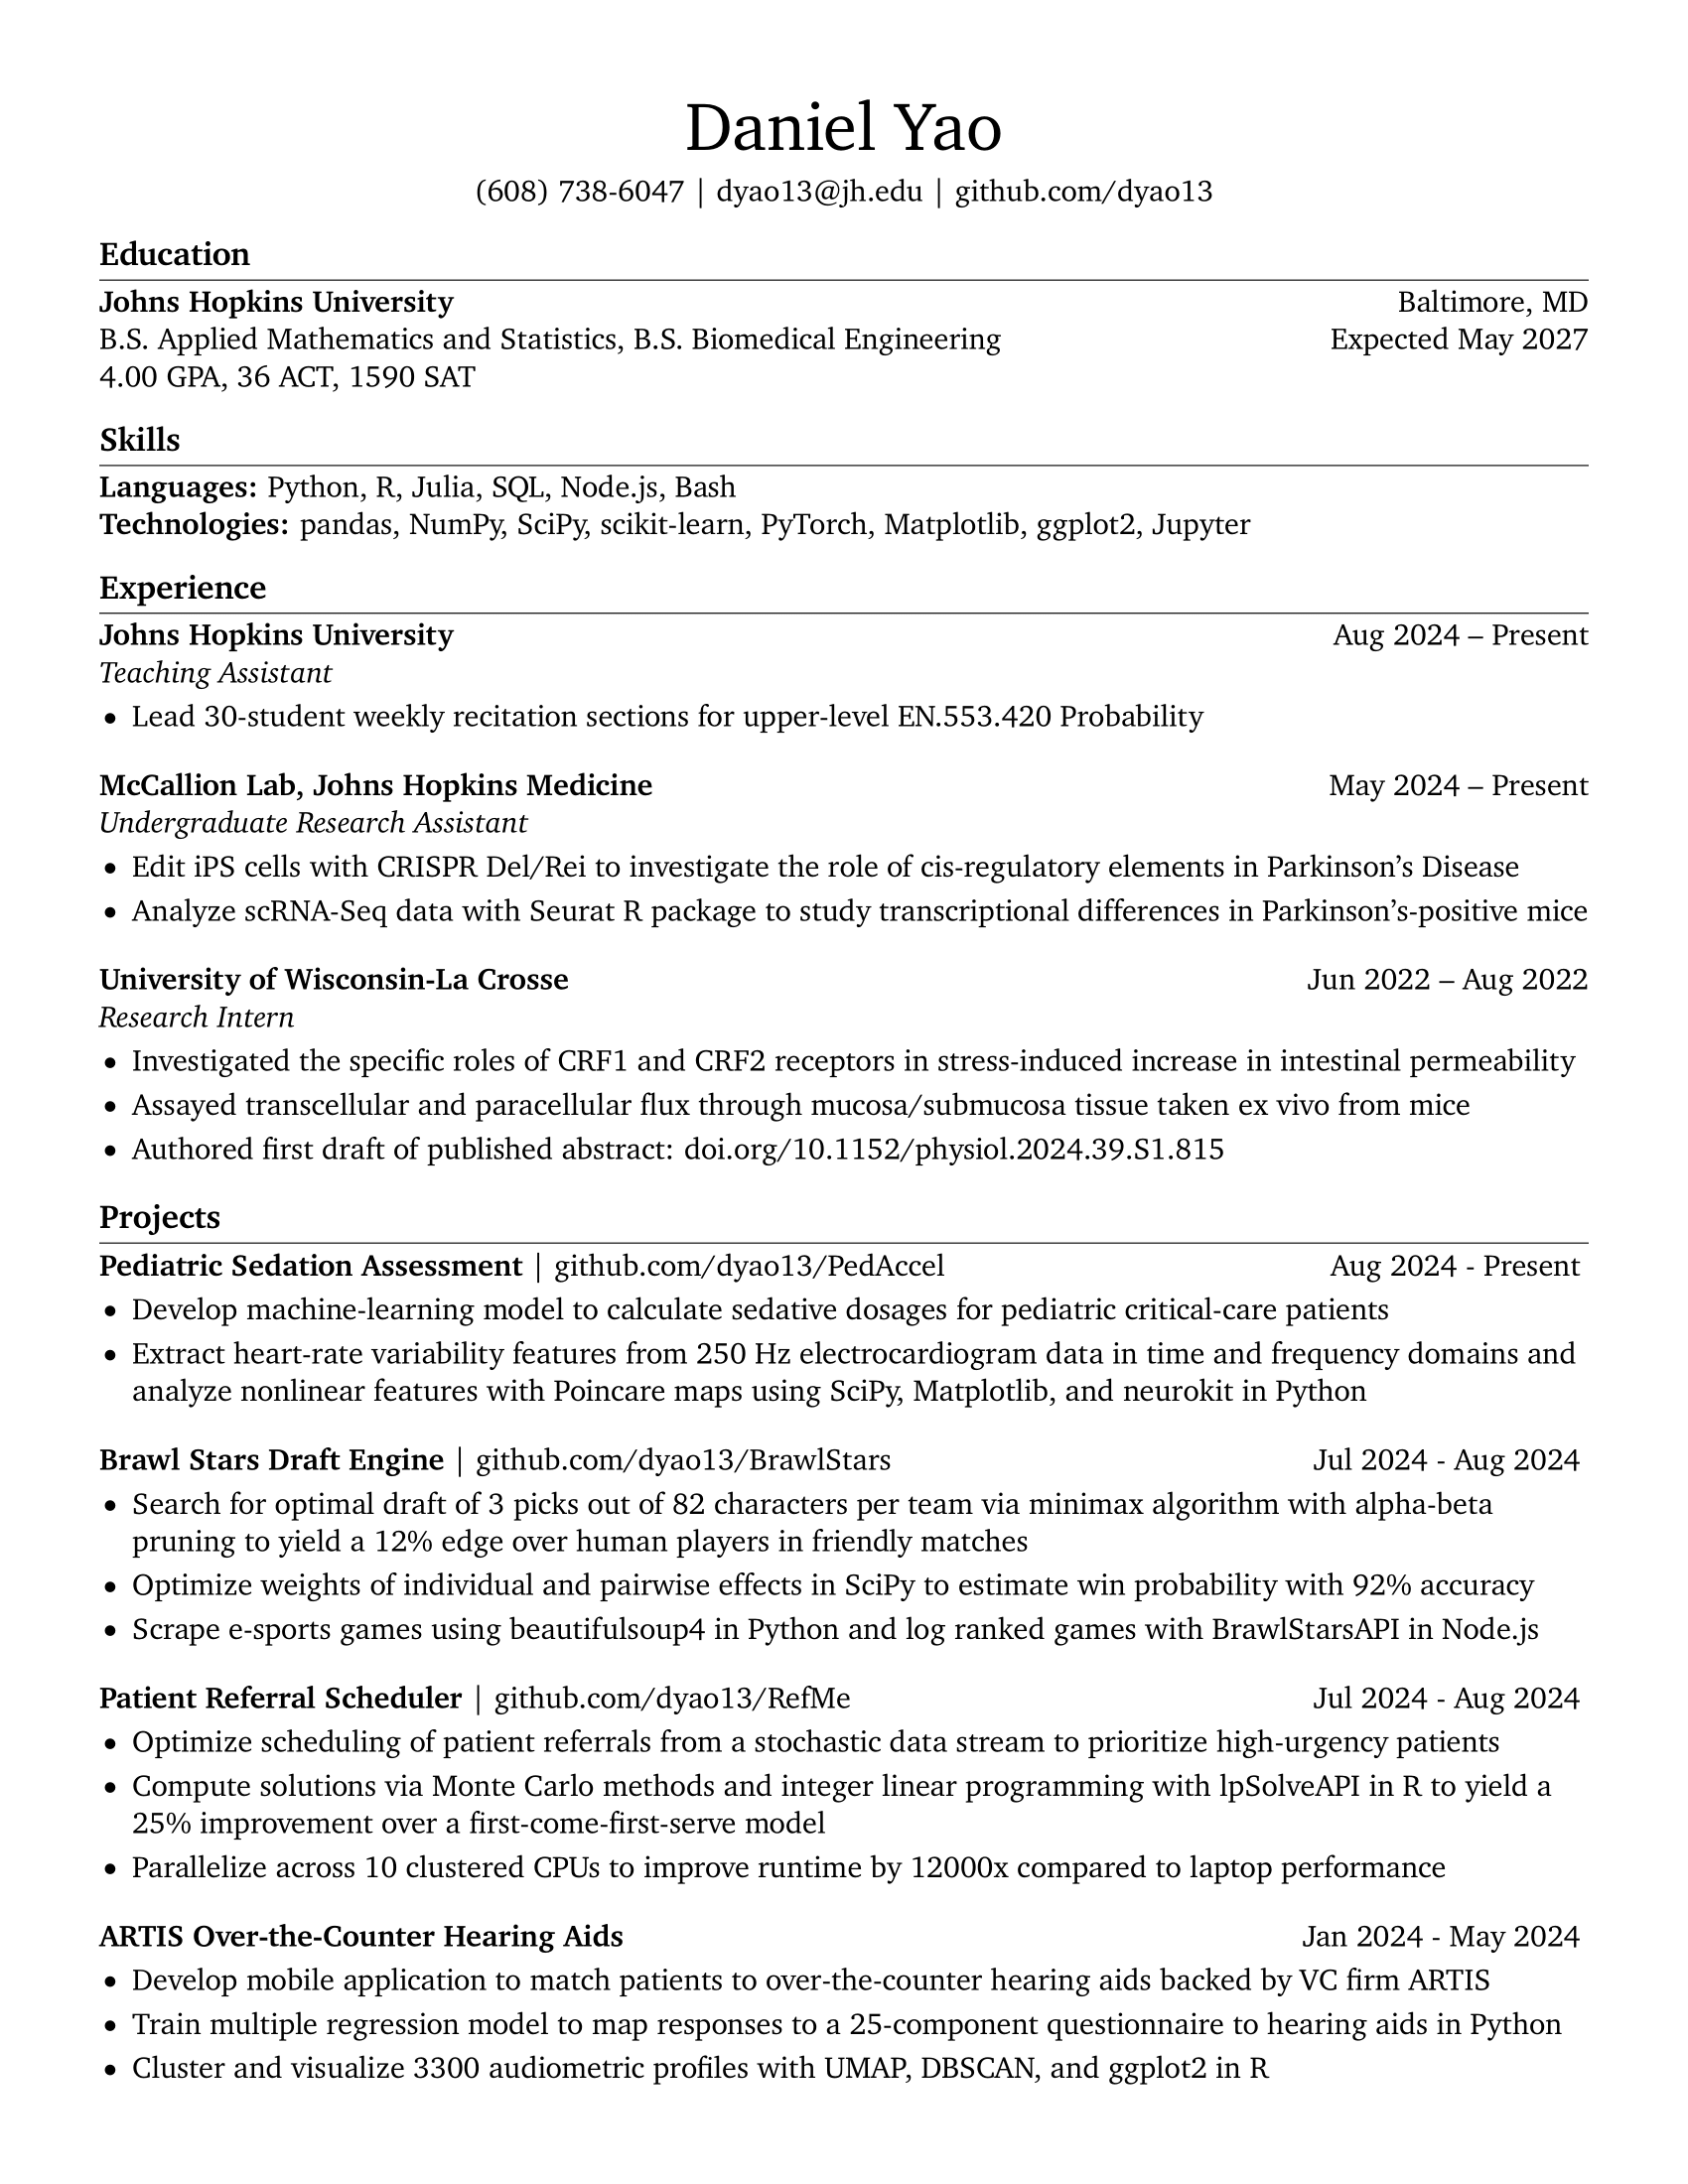 Daniel Yao
(608) 738-6047 | dyao13@jh.edu | github.com/dyao13
Education
Johns Hopkins University Baltimore, MD
B.S. Applied Mathematics and Statistics, B.S. Biomedical Engineering Expected May 2027
4.00 GPA, 36 ACT, 1590 SAT
Skills
Languages: Python, R, Julia, SQL, Node.js, Bash
Technologies: pandas, NumPy, SciPy, scikit-learn, PyTorch, Matplotlib, ggplot2, Jupyter
Experience
Johns Hopkins University Aug 2024 – Present
Teaching Assistant
• Lead 30-student weekly recitation sections for upper-level EN.553.420 Probability
McCallion Lab, Johns Hopkins Medicine May 2024 – Present
Undergraduate Research Assistant
• Edit iPS cells with CRISPR Del/Rei to investigate the role of cis-regulatory elements in Parkinson’s Disease
• Analyze scRNA-Seq data with Seurat R package to study transcriptional differences in Parkinson’s-positive mice
University of Wisconsin-La Crosse Jun 2022 – Aug 2022
Research Intern
• Investigated the specific roles of CRF1 and CRF2 receptors in stress-induced increase in intestinal permeability
• Assayed transcellular and paracellular flux through mucosa/submucosa tissue taken ex vivo from mice
• Authored first draft of published abstract: doi.org/10.1152/physiol.2024.39.S1.815
Projects
Pediatric Sedation Assessment | github.com/dyao13/PedAccel Aug 2024 - Present
• Develop machine-learning model to calculate sedative dosages for pediatric critical-care patients
• Extract heart-rate variability features from 250 Hz electrocardiogram data in time and frequency domains and
analyze nonlinear features with Poincare maps using SciPy, Matplotlib, and neurokit in Python
Brawl Stars Draft Engine | github.com/dyao13/BrawlStars Jul 2024 - Aug 2024
• Search for optimal draft of 3 picks out of 82 characters per team via minimax algorithm with alpha-beta
pruning to yield a 12% edge over human players in friendly matches
• Optimize weights of individual and pairwise effects in SciPy to estimate win probability with 92% accuracy
• Scrape e-sports games using beautifulsoup4 in Python and log ranked games with BrawlStarsAPI in Node.js
Patient Referral Scheduler | github.com/dyao13/RefMe Jul 2024 - Aug 2024
• Optimize scheduling of patient referrals from a stochastic data stream to prioritize high-urgency patients
• Compute solutions via Monte Carlo methods and integer linear programming with lpSolveAPI in R to yield a
25% improvement over a first-come-first-serve model
• Parallelize across 10 clustered CPUs to improve runtime by 12000x compared to laptop performance
ARTIS Over-the-Counter Hearing Aids Jan 2024 - May 2024
• Develop mobile application to match patients to over-the-counter hearing aids backed by VC firm ARTIS
• Train multiple regression model to map responses to a 25-component questionnaire to hearing aids in Python
• Cluster and visualize 3300 audiometric profiles with UMAP, DBSCAN, and ggplot2 in R